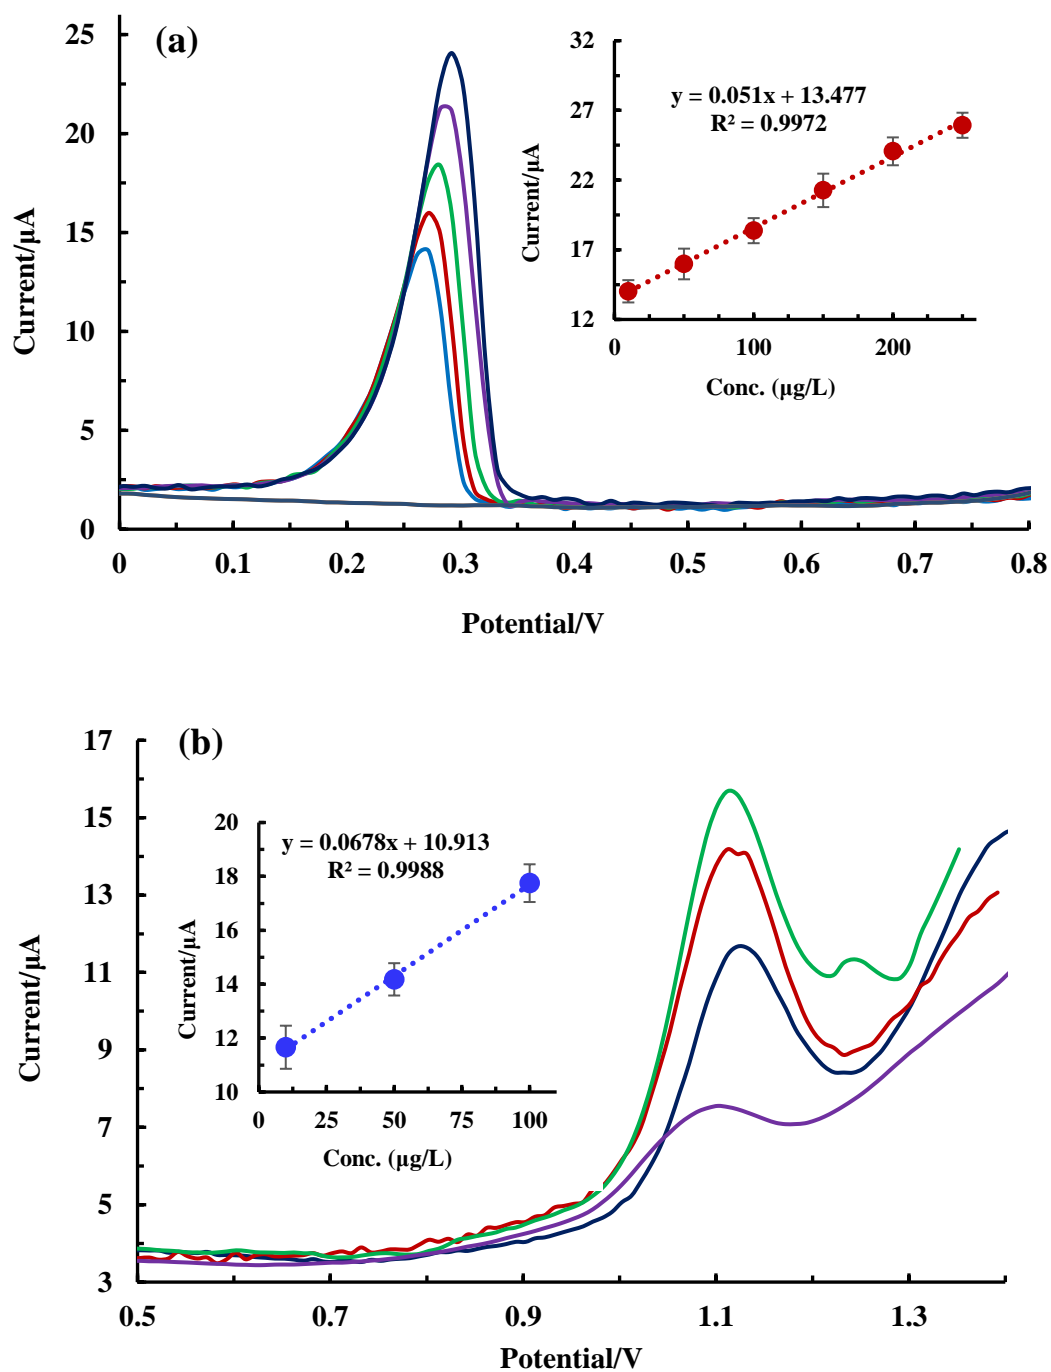 (a)
25
20
15
10
5
0
Current/µA
0 0.1 0.2 0.3 0.4 0.5 0.6 0.7 0.8
Potential/V
32
27
22
17
12
Current/µA
y = 0.051x + 13.477
R² = 0.9972
0 100 200
Conc. (µg/L)
(b)
17
15
13
11
9
7
5
3
Current/µA
0.5 0.7 0.9 1.1 1.3
Potential/V
20
18
16
14
12
10
Current/µA
y = 0.0678x + 10.913
R² = 0.9988
0 25 50 75 100
Conc. (µg/L)